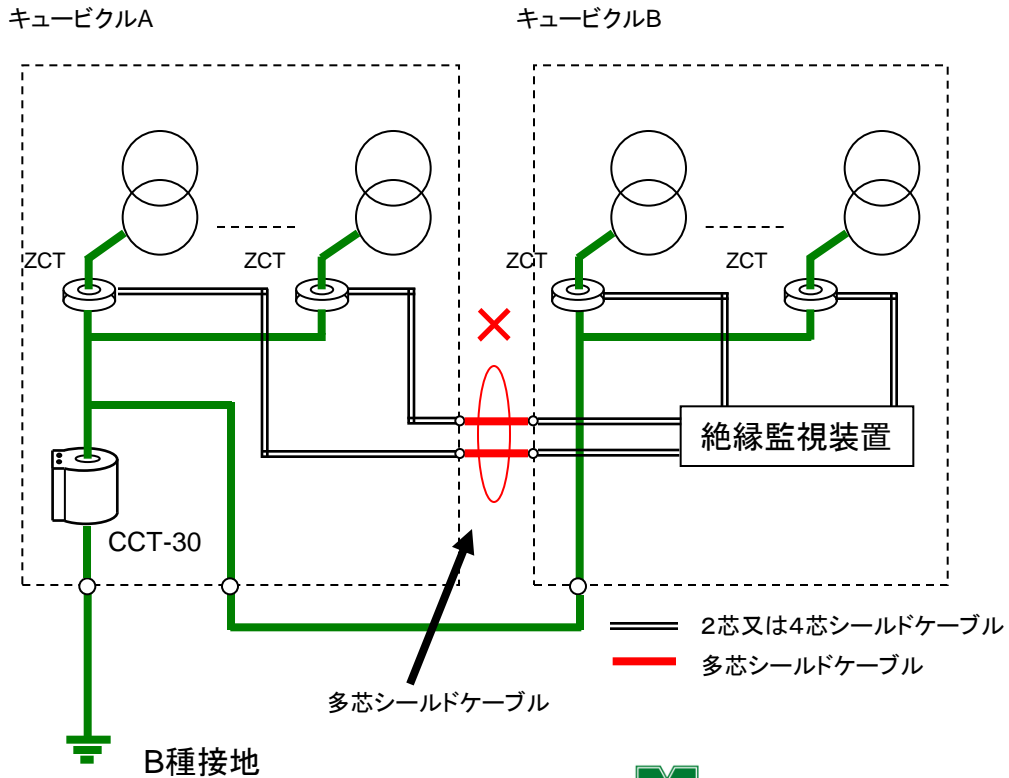 キュービクルA
キュービクルB
ZCT
ZCT
ZCT
ZCT
絶縁監視装置
CCT-30
2芯又は4芯シールドケーブル
多芯シールドケーブル
多芯シールドケーブル
B種接地